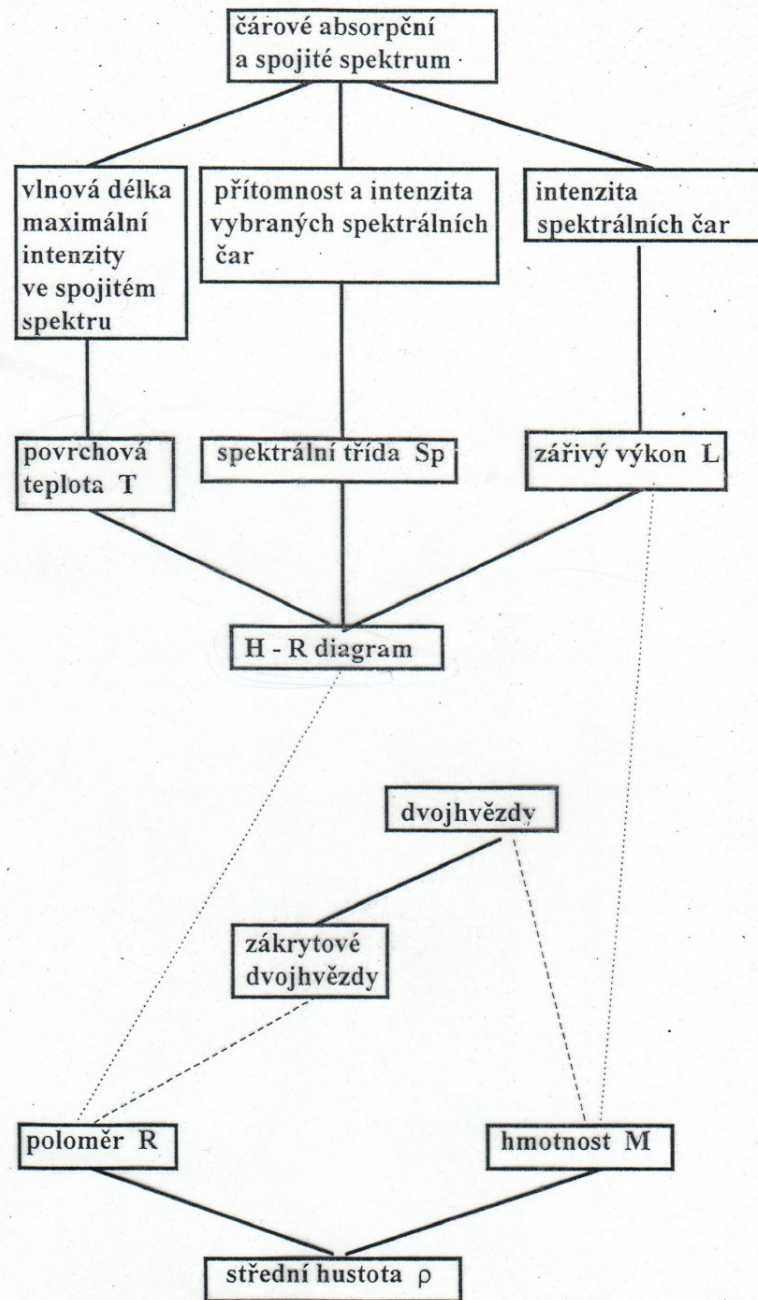 čárové absorpční
a spojité spektrum
vlnová délka
maximální
intenzity
ve spojitém
spektru
přítomnost a intenzita
vybraných spektrálních
čar
intenzita
spektrálních čar
povrchová
teplota T
spektrální třída Sp
zářivý výkon L
H - R diagram
dvojhvězdy
zákrytové
dvojhvězdy
poloměr R
hmotnost M
střední hustota ρ